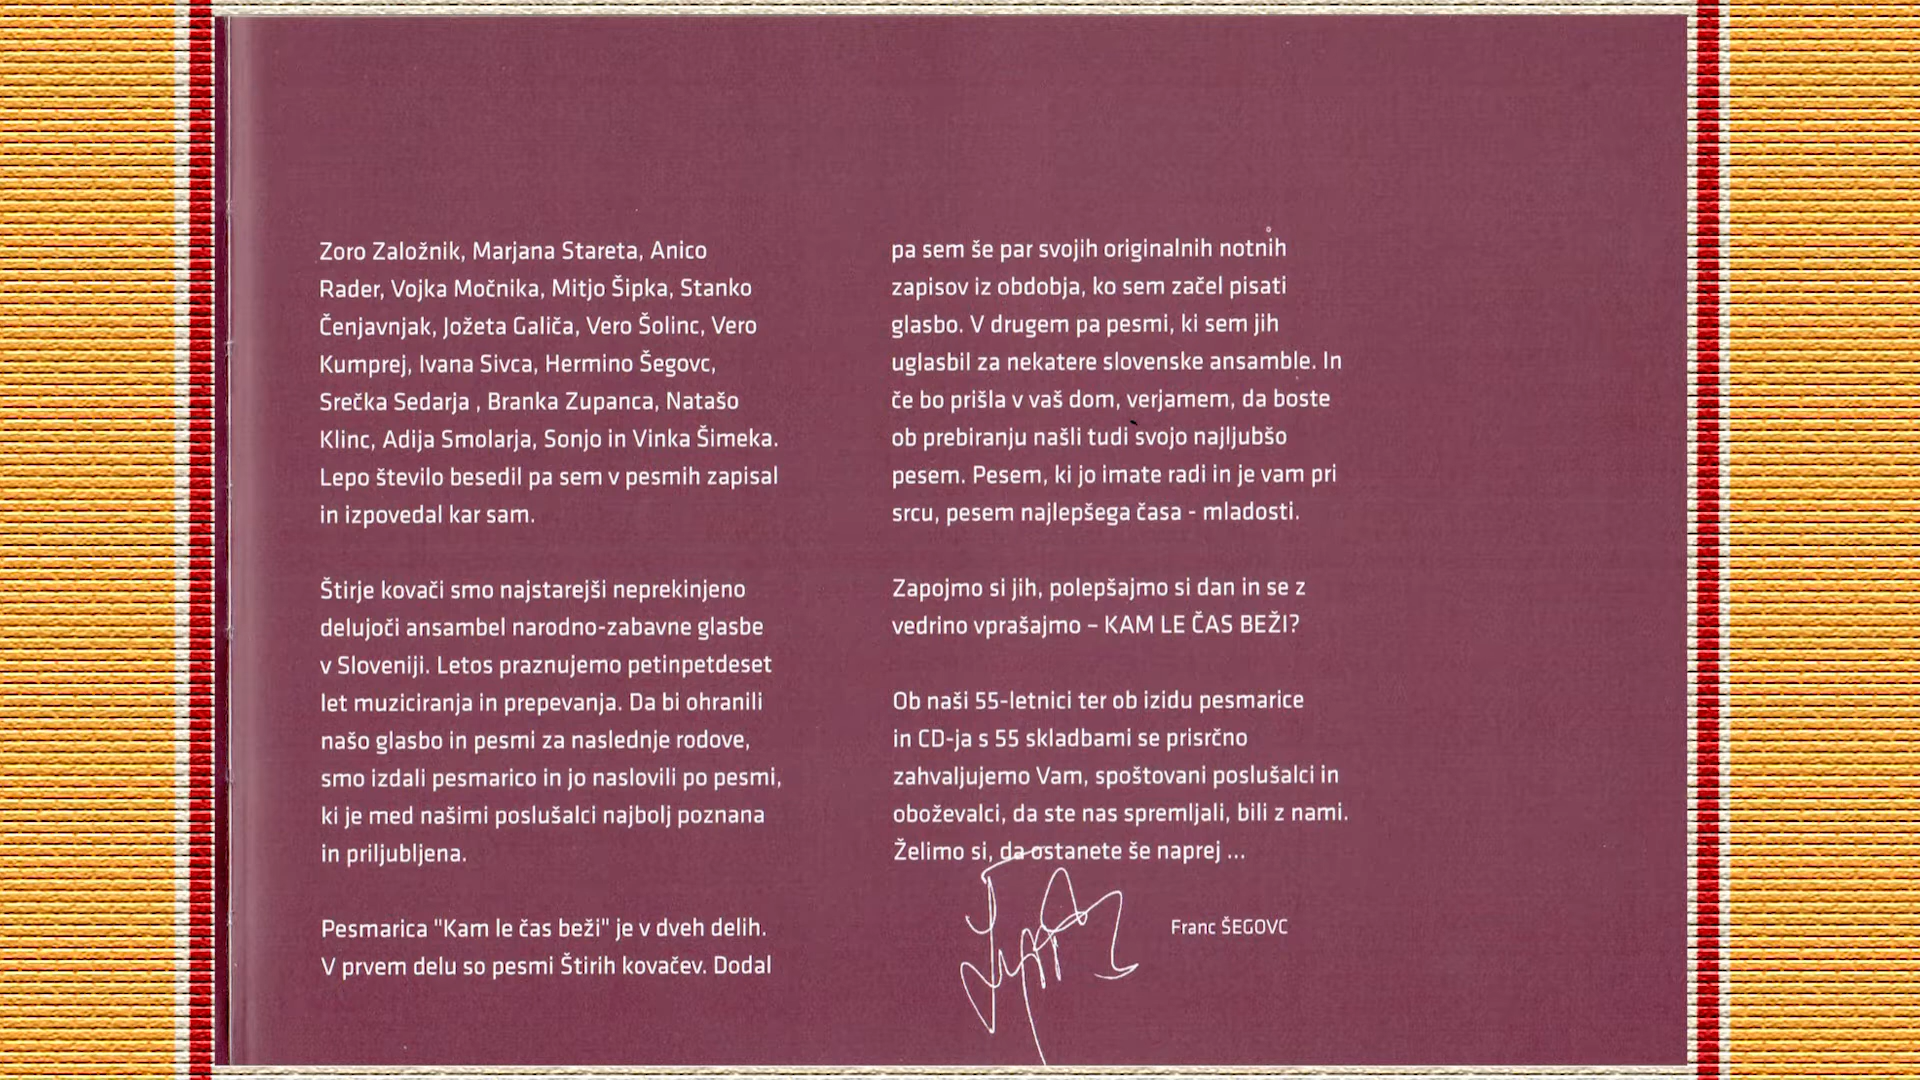 Zoro Založnik, Marjana Stareta, Anico
Rader, Vojka Močnika, Mitjo Šipka, Stanko
Čenjavnjak, Jožeta Galiča, Vero Šolinc, Vero
Kumprej, Ivana Sivca, Hermino Šegovc,
Srečka Sedarja , Branka Zupanca, Natašo
Klinc, Adija Smolarja, Sonjo in Vinka Šimeka.
Lepo število besedil pa sem v pesmih zapisal
in izpovedal kar sam.
Štirje kovači smo najstarejši neprekinjeno
delujoči ansambel narodno-zabavne glasbe
v Sloveniji. Letos praznujemo petinpetdeset
let muziciranja in prepevanja. Da bi ohranili
našo glasbo in pesmi za naslednje rodove,
smo izdali pesmarico in jo naslovili po pesmi,
ki je med našimi poslušalci najbolj poznana
in priljubljena.
Pesmarica "Kam le čas beži" je v dveh delih.
V prvem delu so pesmi Štirih kovačev. Dodal
pa sem še par svojih originalnih notnih
zapisov iz obdobja, ko sem začel pisati
glasbo. V drugem pa pesmi, ki sem jih
uglasbil za nekatere slovenske ansamble. In
če bo prišla v vaš dom, verjamem, da boste
ob prebiranju našli tudi svojo najljubšo
pesem. Pesem, ki jo imate radi in je vam pri
srcu, pesem najlepšega časa - mladosti.
Zapojmo si jih, polepšajmo si dan in se z
vedrino vprašajmo – KAM LE ČAS BEŽI?
Ob naši 55-letnici ter ob izidu pesmarice
in CD-ja s 55 skladbami se prisrčno
zahvaljujemo Vam, spoštovani poslušalci in
oboževalci, da ste nas spremljali, bili z nami.
Želimo si, da ostanete še naprej ...
Franc ŠEGOVC